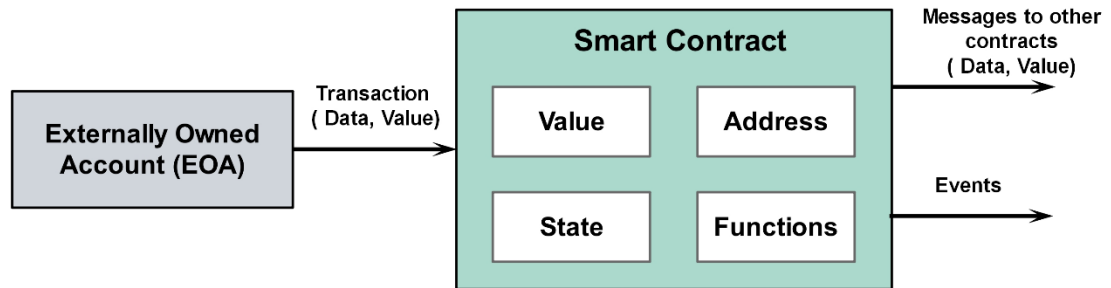 Externally Owned
Account (EOA)
Transaction
( Data, Value)
Smart Contract
Value
Address
State
Functions
Messages to other
contracts
( Data, Value)
Events